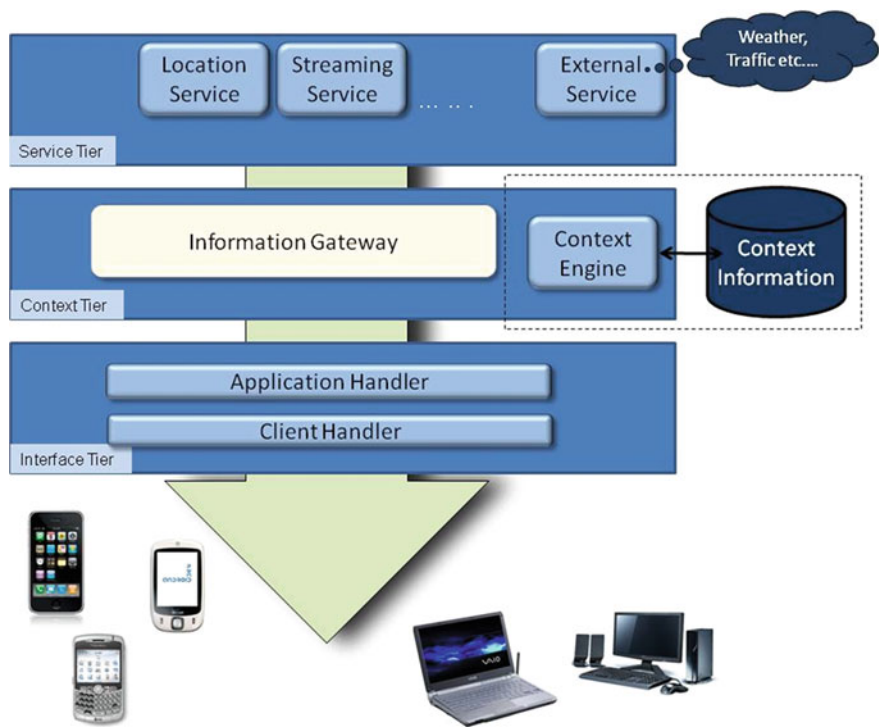 Weather,
Traffic etc....
Location
Service
Streaming
Service
... .. .
External
Service
Service Tier
Information Gateway
Context
Engine
Context
Information
Context Tier
Application Handler
Client Handler
Interface Tier
VAIO